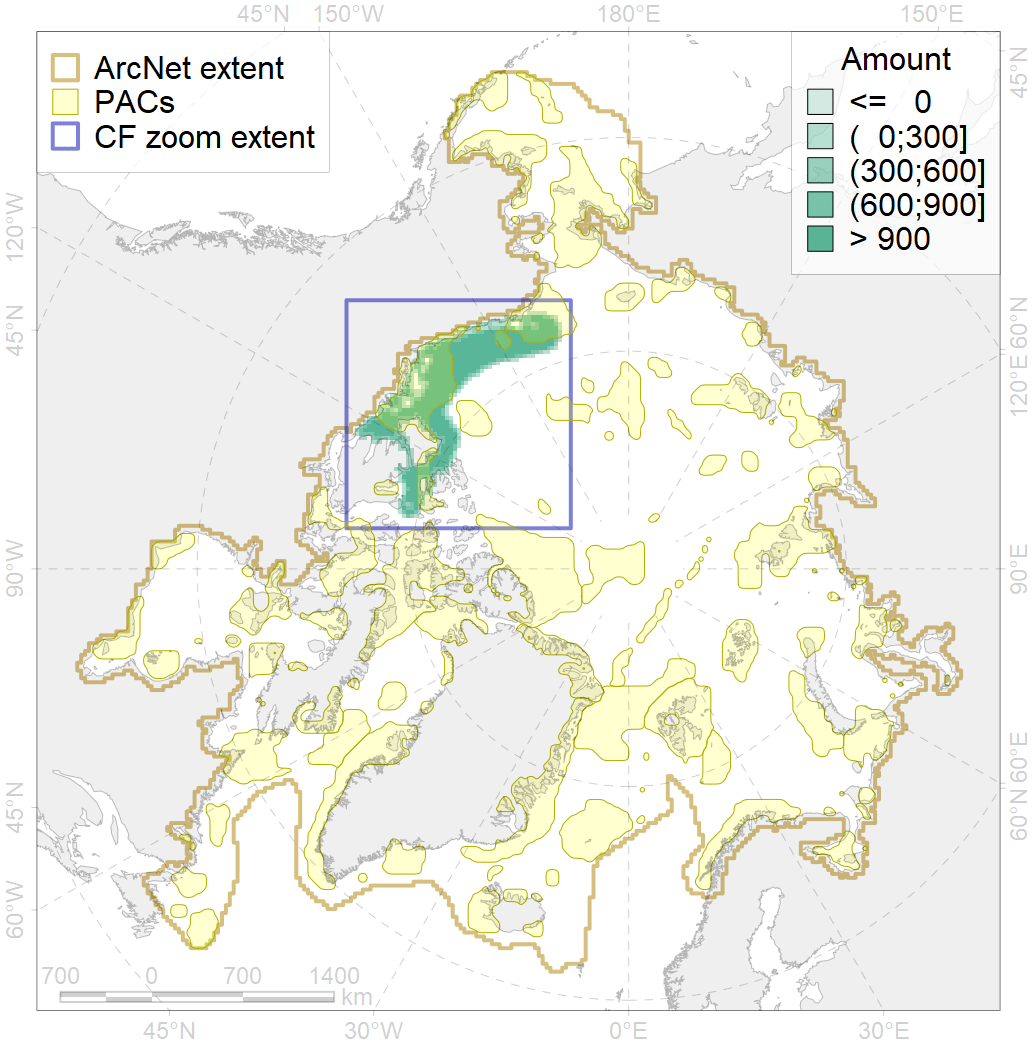 45°N 150°W 180°E 150°E
ArcNet extent
PACs
CF zoom extent
Amount
<= 0
( 0;300]
(300;600]
(600;900]
> 900
45°N
120°W
45°N
90°W
45°N
60°W
60°N
120°E
90°E
60°E
60°N
700 0 700 1400
km
45°N 30°W 0°E 30°E